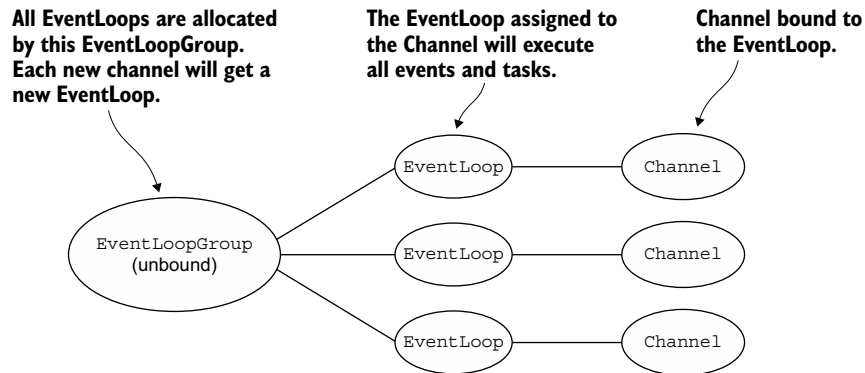 All EventLoops are allocated
by this EventLoopGroup.
Each new channel will get a
new EventLoop.
The EventLoop assigned to
the Channel will execute
all events and tasks.
Channel bound to
the EventLoop.
EventLoopGroup
(unbound)
EventLoop
Channel
EventLoop
Channel
EventLoop
Channel